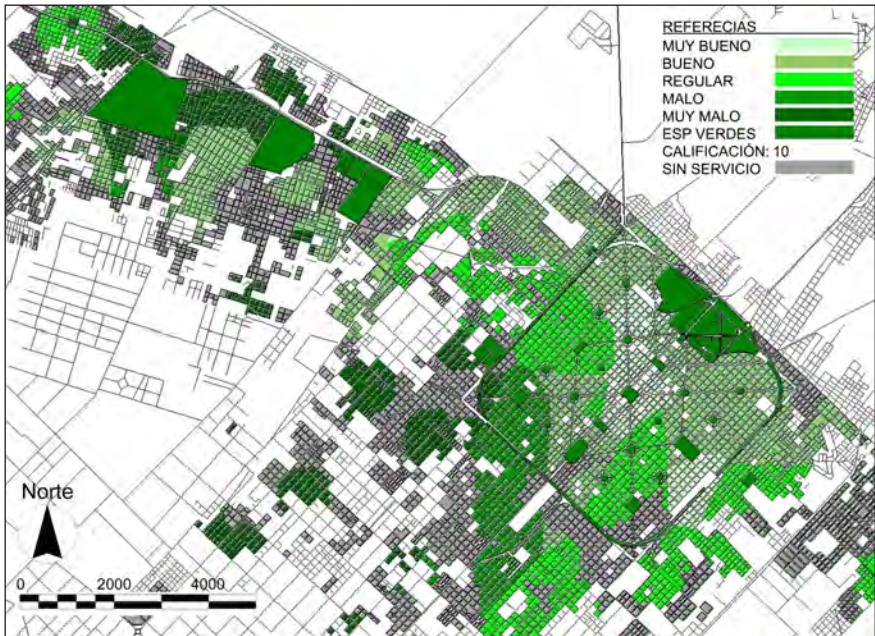 REFERECIAS
MUY BUENO
BUENO
REGULAR
MALO
MUY MALO
ESP VERDES
CALIFICACIÓN: 10
SIN SERVICIO
Norte
0 2000 4000